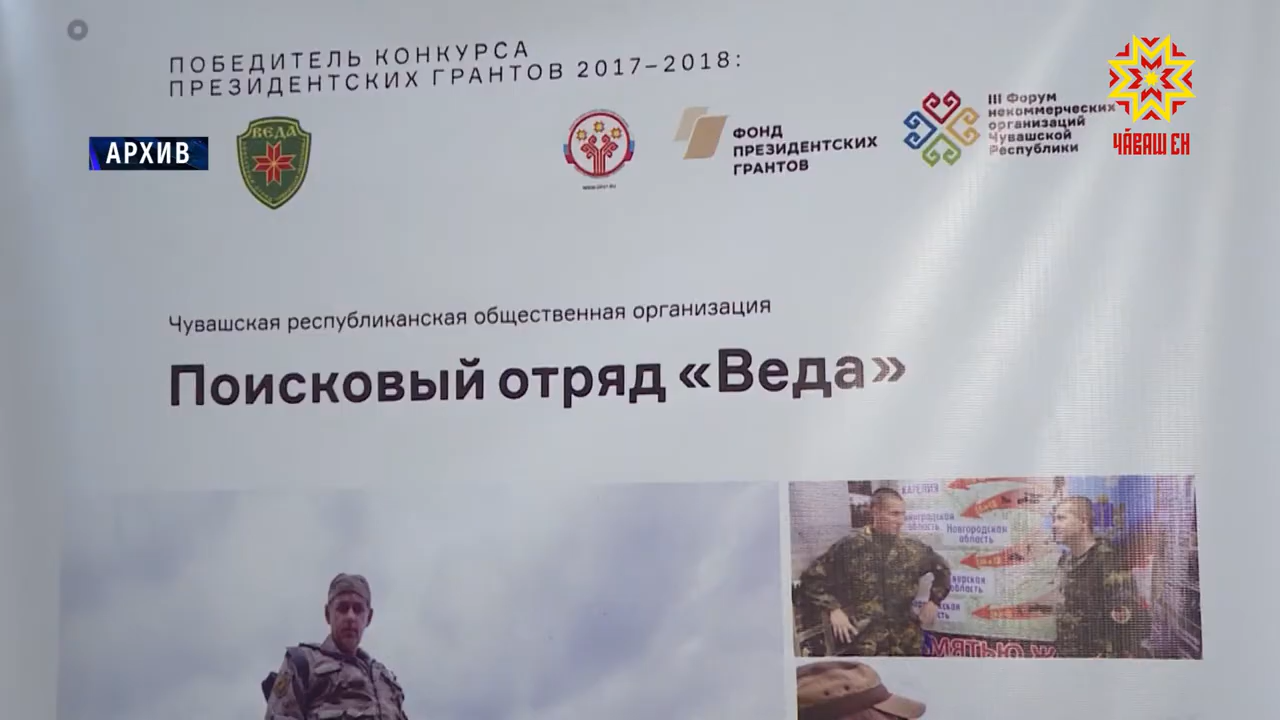 ПОБЕДИТЕЛЬ КОНКУРСА
ПРЕЗИДЕНТСКИХ ГРАНТОВ 2017–2018:
АРХИВ
ВЕДА
ФОНД
ПРЕЗИДЕНТСКИХ
ГРАНТОВ
III Форум
некоммерческих
организаций
Чувашской
Республики
ЧӐВАШ ЕН
Чувашская республиканская общественная организация
Поисковый отряд «Веда»
КАРЕЛИЯ
Новгородская
область